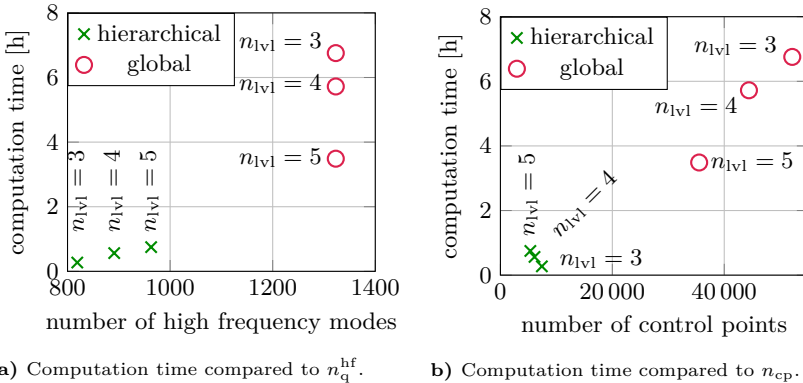 8
× hierarchical
global
n_lvl = 3
n_lvl = 4
n_lvl = 5
6
4
2
0
computation time [h]
n_lvl = 3
n_lvl = 4
n_lvl = 5
800
1000
1200
1400
number of high frequency modes
a) Computation time compared to n_q^hf.
8
× hierarchical
global
n_lvl = 3
n_lvl = 4
n_lvl = 5
6
4
2
0
computation time [h]
n_lvl = 5
n_lvl = 4
n_lvl = 3
0
20 000
40 000
number of control points
b) Computation time compared to n_cp.